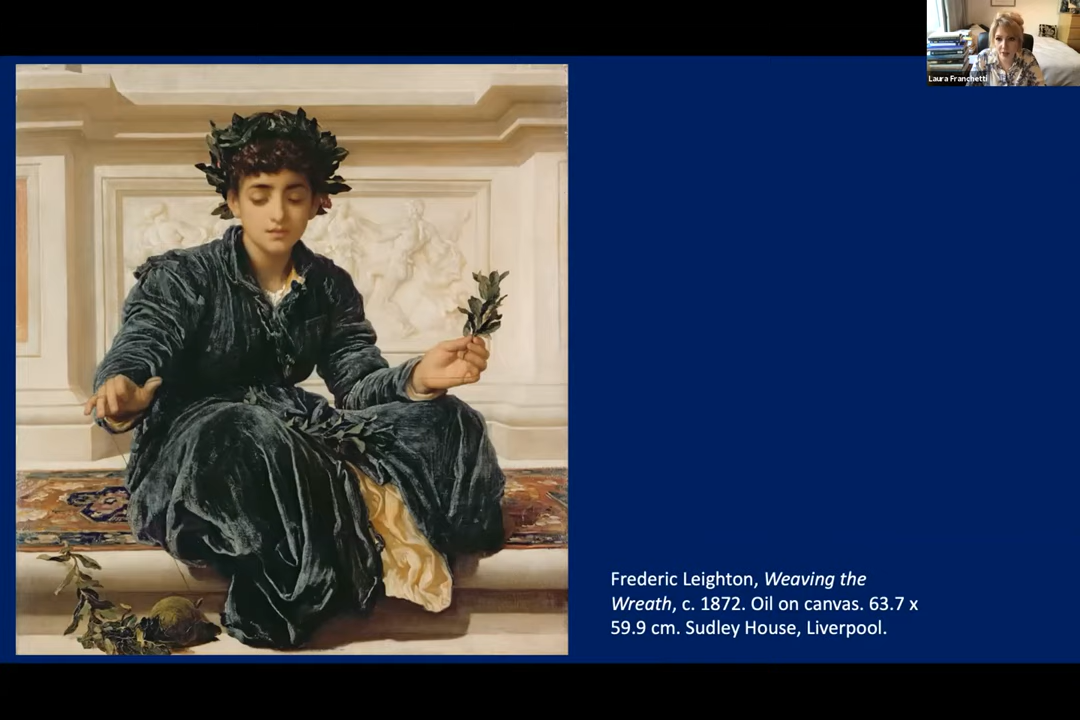 Laura Franchetti
Frederic Leighton, Weaving the
Wreath, c. 1872. Oil on canvas. 63.7 x
59.9 cm. Sudley House, Liverpool.